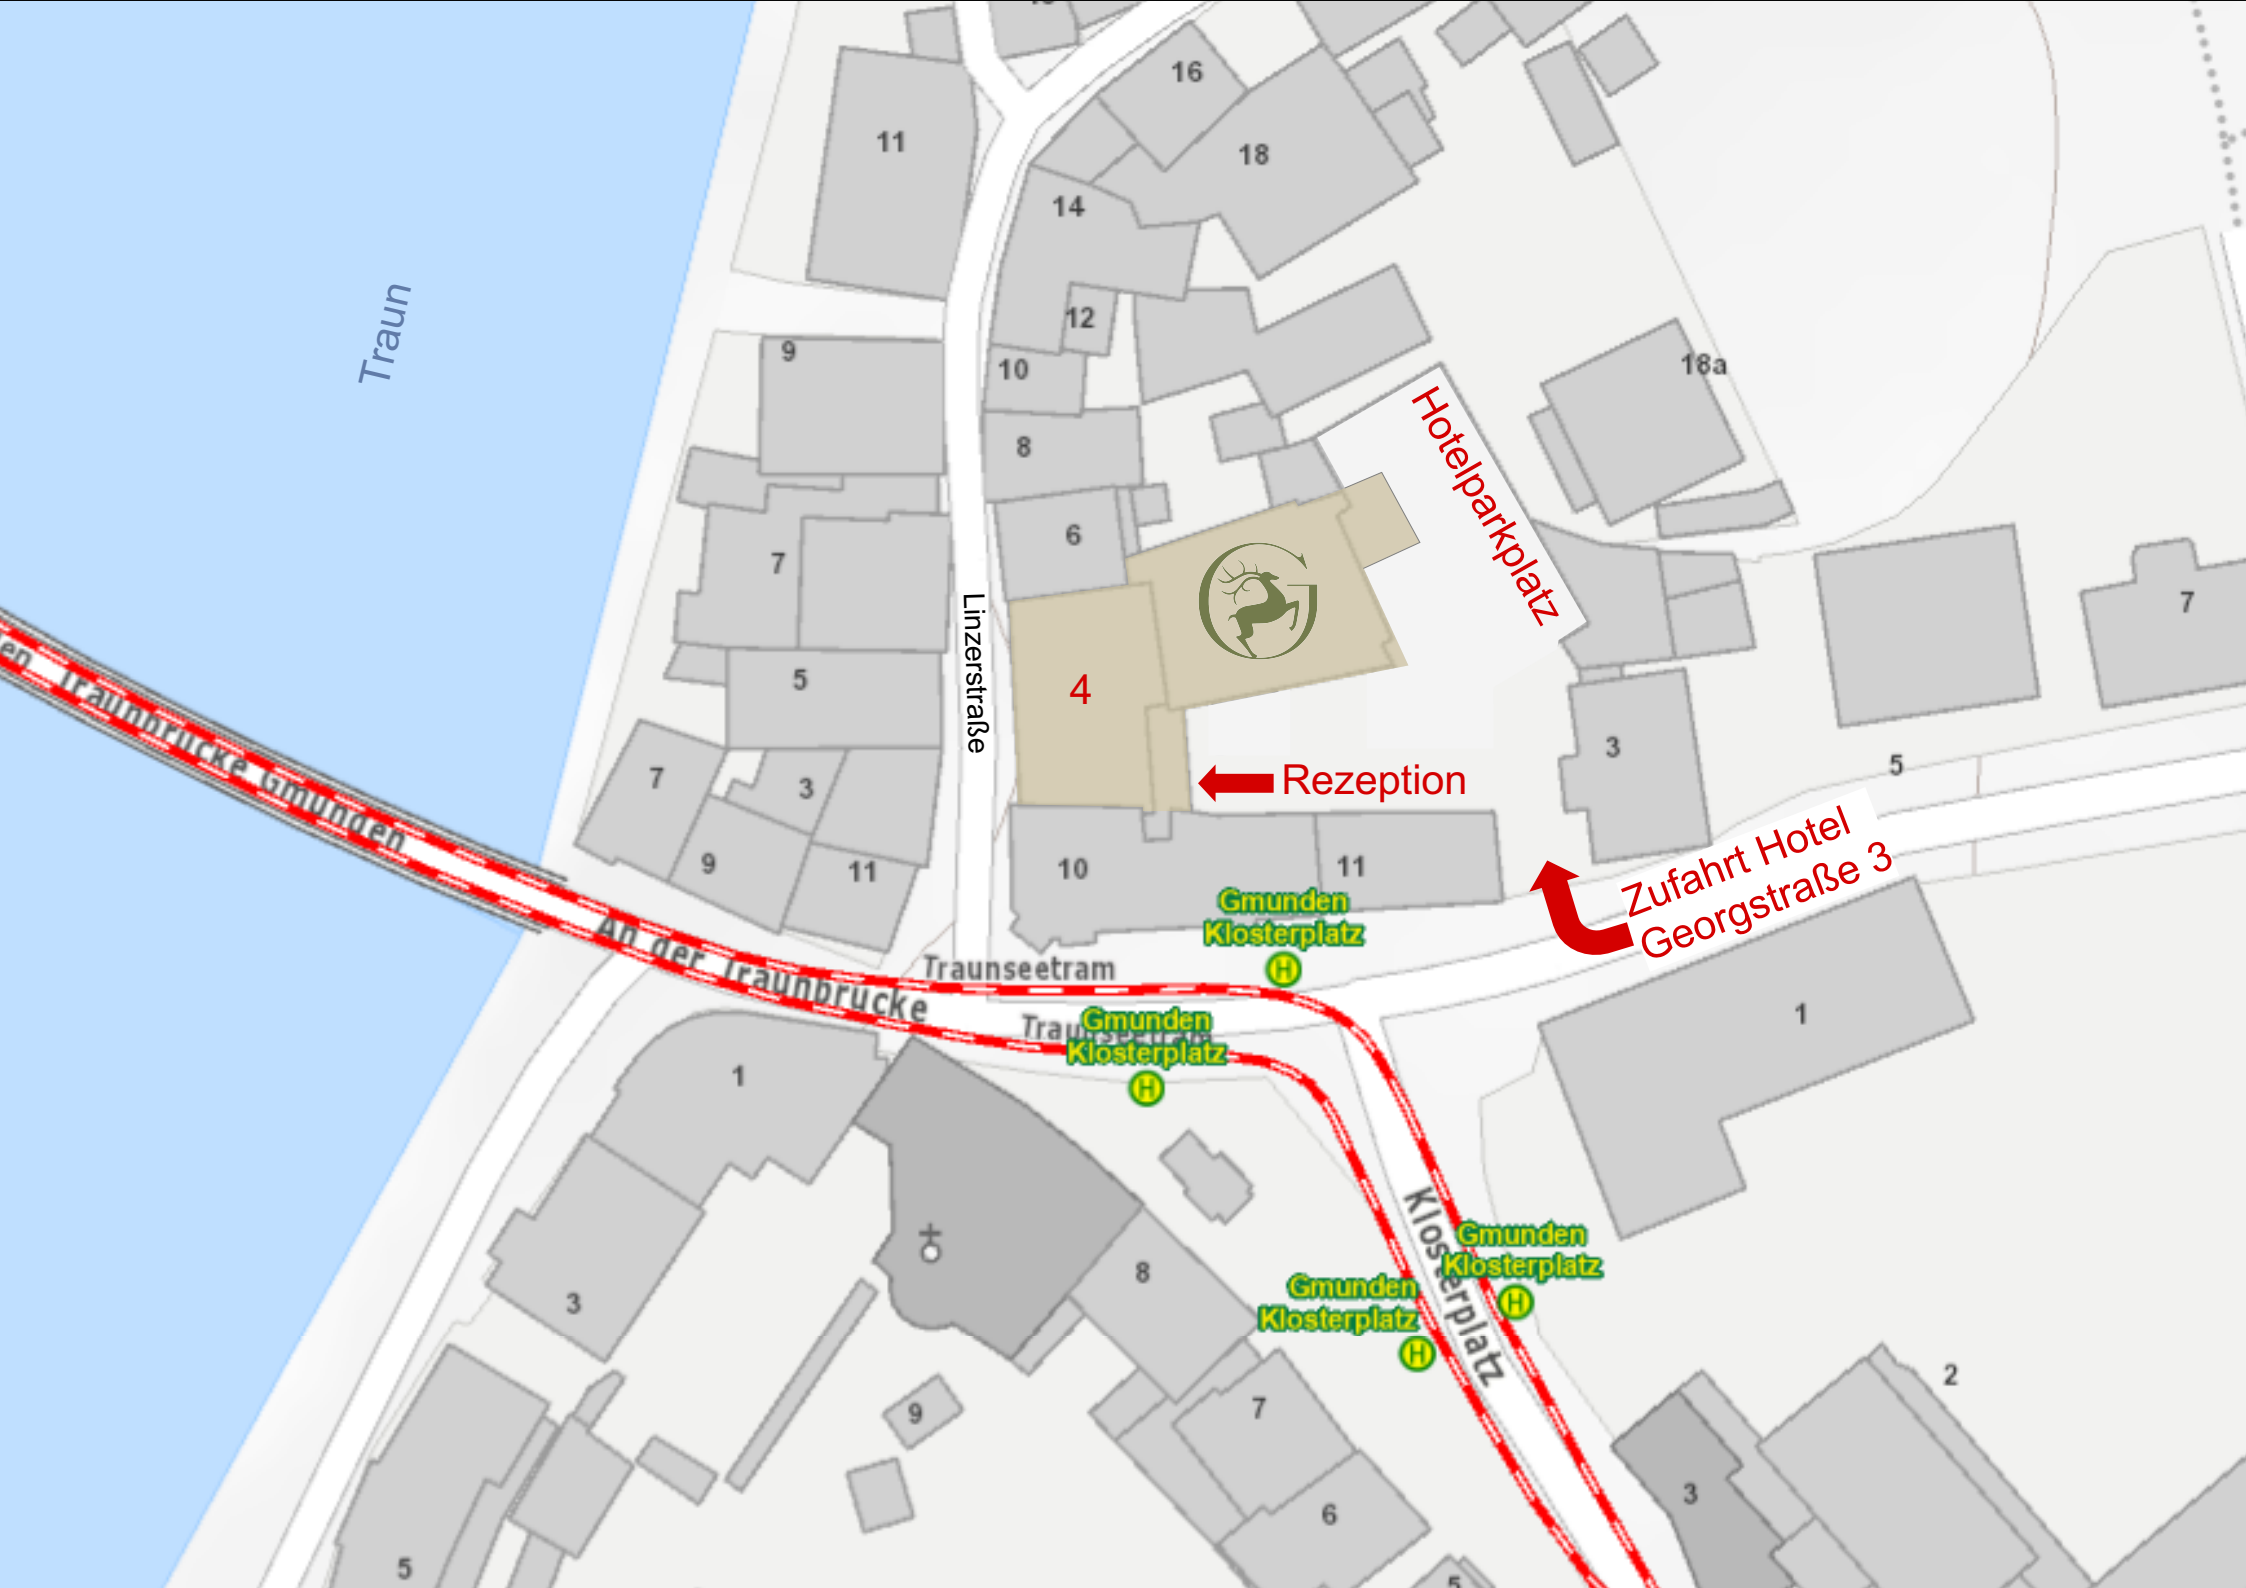 16
11
18
14
Traun
12
9
10
18a
Hotelparkplatz
8
6
7
G
7
Linzerstraße
5
4
3
5
7
3
Rezeption
9
11
10
11
Zufahrt Hotel
Georgstraße 3
Traunbrücke Gmunden
An der Traunbrücke
Traunseetram
Gmunden
Klosterplatz
H
Gmunden
Klosterplatz
H
1
1
Klosterplatz
Gmunden
Klosterplatz
H
Gmunden
Klosterplatz
H
8
3
2
9
7
3
6
5
5